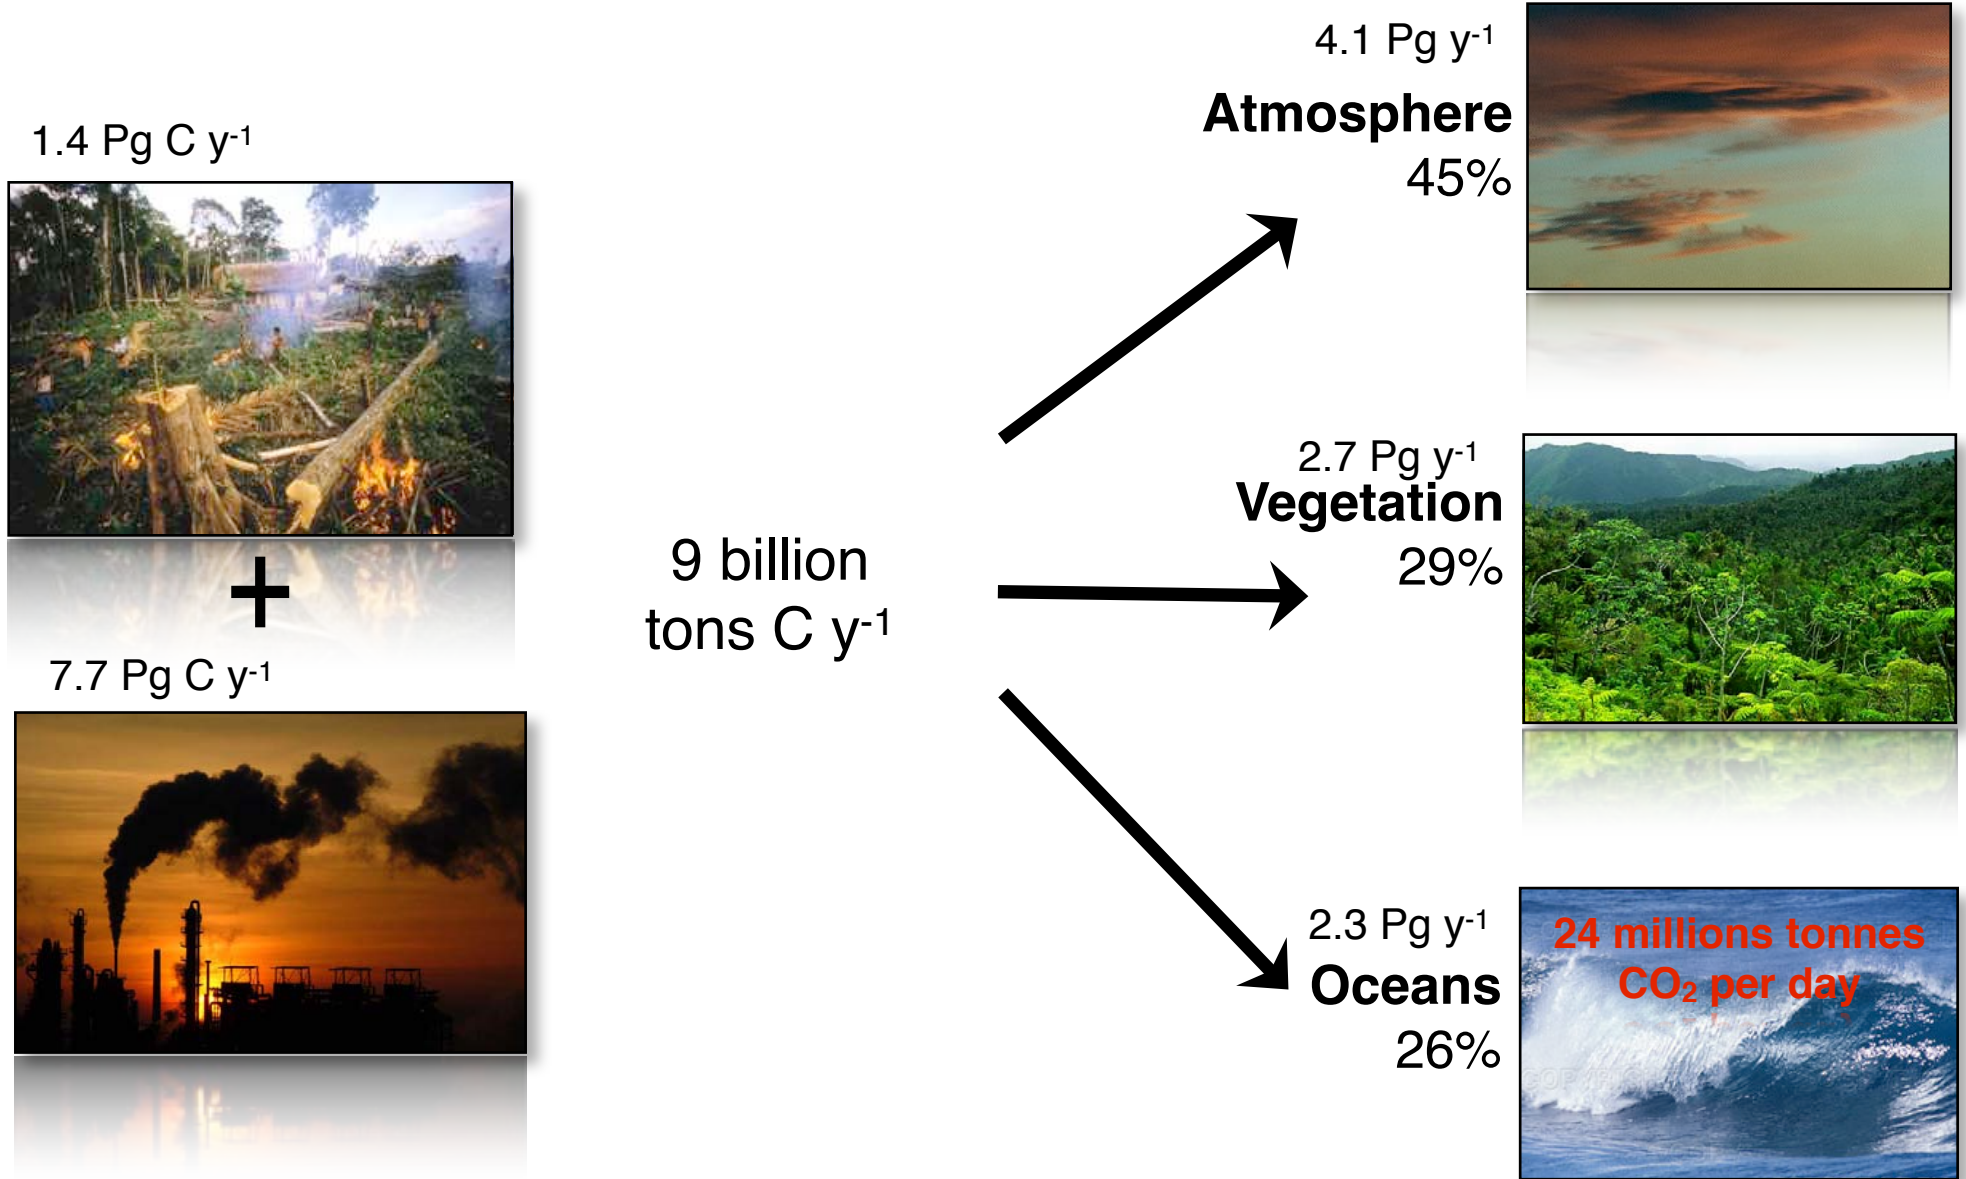 1.4 Pg C y-1
+
7.7 Pg C y-1
9 billion
tons C y-1
4.1 Pg y-1
Atmosphere
45%
2.7 Pg y-1
Vegetation
29%
2.3 Pg y-1
Oceans
26%
24 millions tonnes
CO2 per day